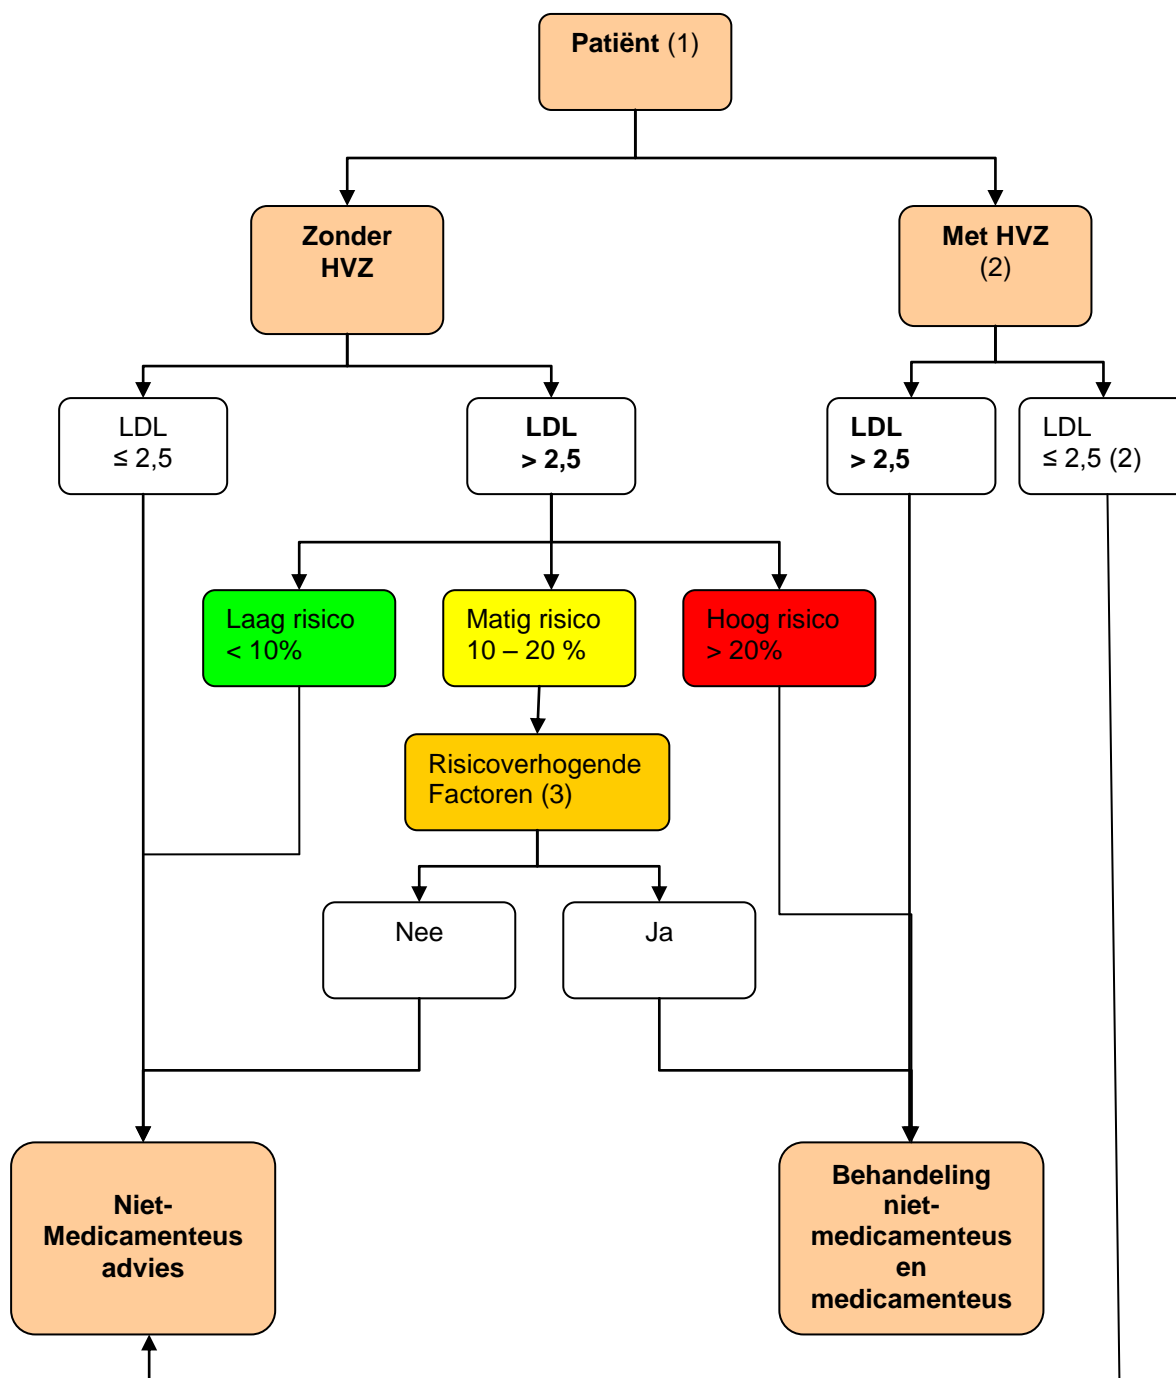 Patiënt (1)
Zonder
HVZ
Met HVZ
(2)
LDL
≤ 2,5
LDL
> 2,5
LDL
> 2,5
LDL
≤ 2,5 (2)
Laag risico
< 10%
Matig risico
10 – 20 %
Hoog risico
> 20%
Risicoverhogende
Factoren (3)
Nee
Ja
Niet-
Medicamenteus
advies
Behandeling
niet-
medicamenteus
en
medicamenteus